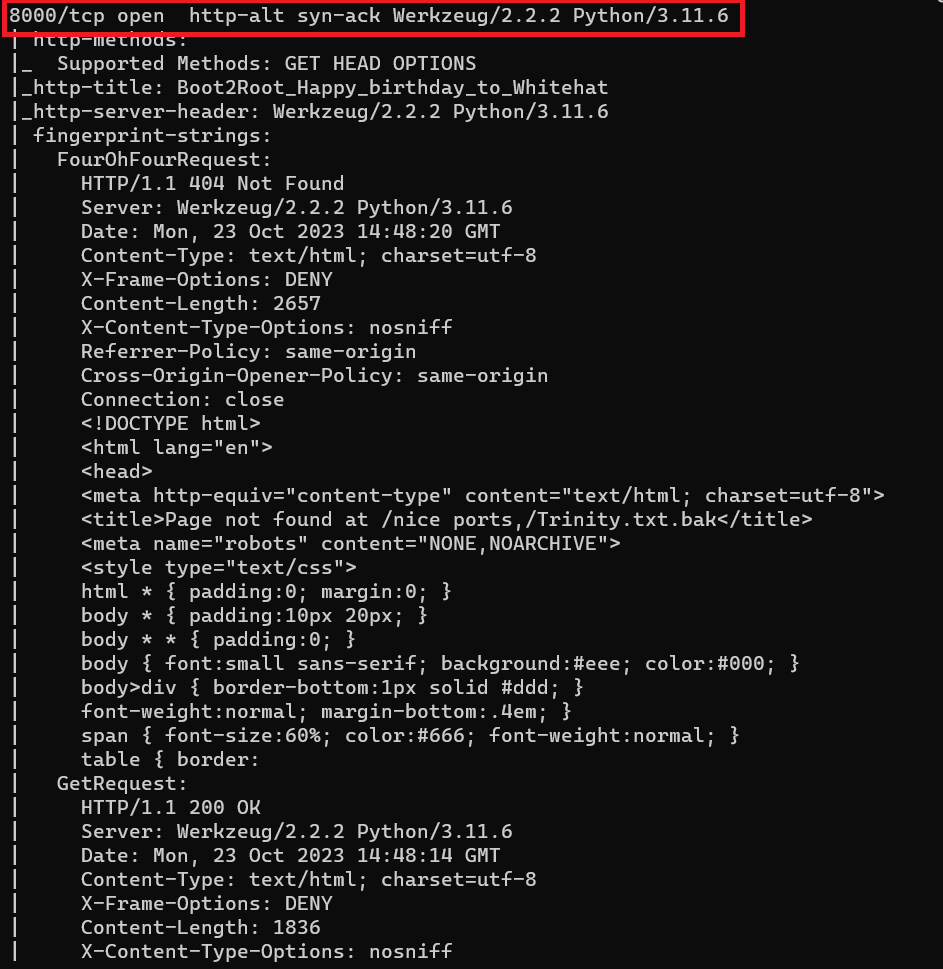 8000/tcp open  http-alt syn-ack Werkzeug/2.2.2 Python/3.11.6
| http-methods:
|_  Supported Methods: GET HEAD OPTIONS
|_http-title: Boot2Root_Happy_birthday_to_Whitehat
|_http-server-header: Werkzeug/2.2.2 Python/3.11.6
| fingerprint-strings:
|   FourOhFourRequest:
|     HTTP/1.1 404 Not Found
|     Server: Werkzeug/2.2.2 Python/3.11.6
|     Date: Mon, 23 Oct 2023 14:48:20 GMT
|     Content-Type: text/html; charset=utf-8
|     X-Frame-Options: DENY
|     Content-Length: 2657
|     X-Content-Type-Options: nosniff
|     Referrer-Policy: same-origin
|     Cross-Origin-Opener-Policy: same-origin
|     Connection: close
|     <!DOCTYPE html>
|     <html lang="en">
|     <head>
|     <meta http-equiv="content-type" content="text/html; charset=utf-8">
|     <title>Page not found at /nice ports,/Trinity.txt.bak</title>
|     <meta name="robots" content="NONE,NOARCHIVE">
|     <style type="text/css">
|     html * { padding:0; margin:0; }
|     body * { padding:10px 20px; }
|     body * * { padding:0; }
|     body { font:small sans-serif; background:#eee; color:#000; }
|     body>div { border-bottom:1px solid #ddd; }
|     font-weight:normal; margin-bottom:.4em; }
|     span { font-size:60%; color:#666; font-weight:normal; }
|     table { border:
|   GetRequest:
|     HTTP/1.1 200 OK
|     Server: Werkzeug/2.2.2 Python/3.11.6
|     Date: Mon, 23 Oct 2023 14:48:14 GMT
|     Content-Type: text/html; charset=utf-8
|     X-Frame-Options: DENY
|     Content-Length: 1836
|     X-Content-Type-Options: nosniff